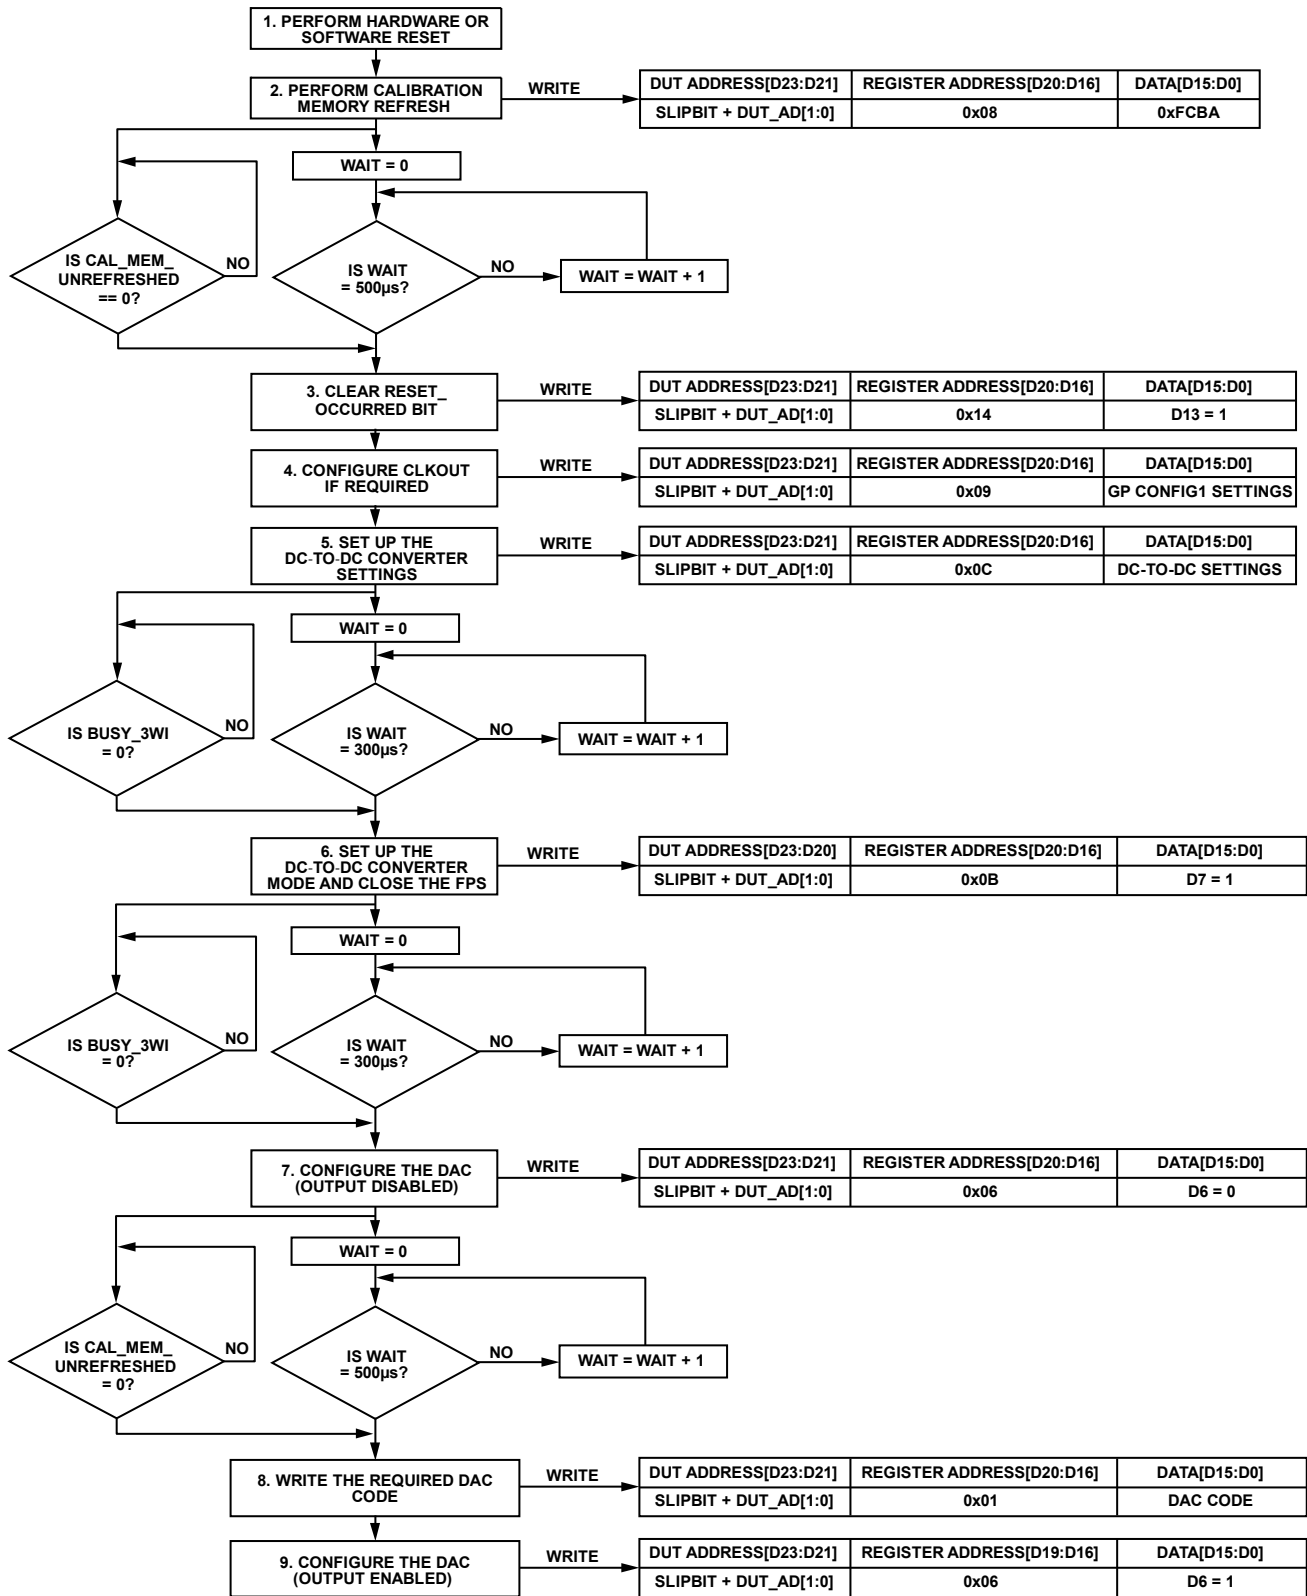 1. PERFORM HARDWARE OR
SOFTWARE RESET
2. PERFORM CALIBRATION
MEMORY REFRESH
WRITE
DUT ADDRESS[D23:D21] REGISTER ADDRESS[D20:D16] DATA[D15:D0]
SLIPBIT + DUT_AD[1:0] 0x08 0xFCBA
WAIT = 0
IS CAL_MEM_
UNREFRESHED
== 0?
NO
IS WAIT
= 500µs?
NO
WAIT = WAIT + 1
3. CLEAR RESET_
OCCURRED BIT
WRITE
DUT ADDRESS[D23:D21] REGISTER ADDRESS[D20:D16] DATA[D15:D0]
SLIPBIT + DUT_AD[1:0] 0x14 D13 = 1
4. CONFIGURE CLKOUT
IF REQUIRED
WRITE
DUT ADDRESS[D23:D21] REGISTER ADDRESS[D20:D16] DATA[D15:D0]
SLIPBIT + DUT_AD[1:0] 0x09 GP CONFIG1 SETTINGS
5. SET UP THE
DC-TO-DC CONVERTER
SETTINGS
WRITE
DUT ADDRESS[D23:D21] REGISTER ADDRESS[D20:D16] DATA[D15:D0]
SLIPBIT + DUT_AD[1:0] 0x0C DC-TO-DC SETTINGS
WAIT = 0
IS BUSY_3WI
= 0?
NO
IS WAIT
= 300µs?
NO
WAIT = WAIT + 1
6. SET UP THE
DC-TO-DC CONVERTER
MODE AND CLOSE THE FPS
WRITE
DUT ADDRESS[D23:D20] REGISTER ADDRESS[D20:D16] DATA[D15:D0]
SLIPBIT + DUT_AD[1:0] 0x0B D7 = 1
WAIT = 0
IS BUSY_3WI
= 0?
NO
IS WAIT
= 300µs?
NO
WAIT = WAIT + 1
7. CONFIGURE THE DAC
(OUTPUT DISABLED)
WRITE
DUT ADDRESS[D23:D21] REGISTER ADDRESS[D20:D16] DATA[D15:D0]
SLIPBIT + DUT_AD[1:0] 0x06 D6 = 0
WAIT = 0
IS CAL_MEM_
UNREFRESHED
= 0?
NO
IS WAIT
= 500µs?
NO
WAIT = WAIT + 1
8. WRITE THE REQUIRED DAC
CODE
WRITE
DUT ADDRESS[D23:D21] REGISTER ADDRESS[D20:D16] DATA[D15:D0]
SLIPBIT + DUT_AD[1:0] 0x01 DAC CODE
9. CONFIGURE THE DAC
(OUTPUT ENABLED)
WRITE
DUT ADDRESS[D23:D21] REGISTER ADDRESS[D19:D16] DATA[D15:D0]
SLIPBIT + DUT_AD[1:0] 0x06 D6 = 1